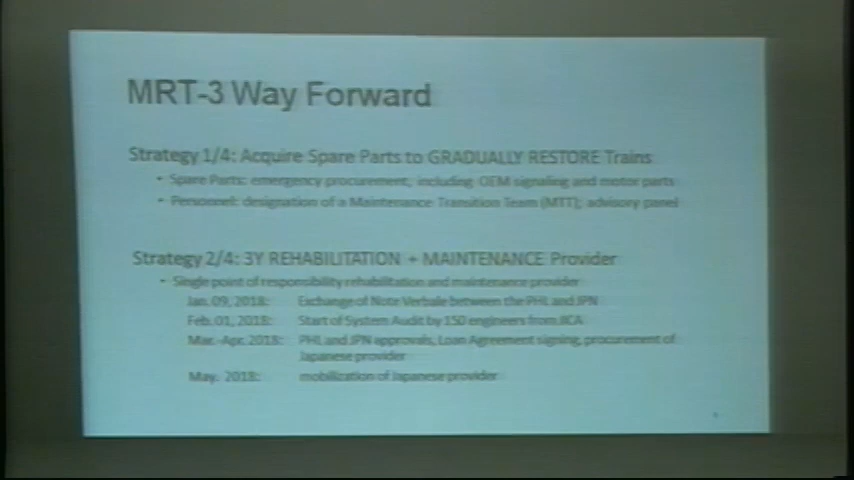 MRT-3 Way Forward
Strategy 1/4: Acquire Spare Parts to GRADUALLY RESTORE Trains
• Spare Parts: emergency procurement, including OEM signaling and motor parts
• Personnel: designation of a Maintenance Transition Team (MTT); advisory panel
Strategy 2/4: 3Y REHABILITATION + MAINTENANCE Provider
• Single point of responsibility rehabilitation and maintenance provider
Jan. 09, 2018: Exchange of Note Verbale between the PHL and JPN
Feb. 01, 2018: Start of System Audit by 150 engineers from JICA
Mar.-Apr. 2018: PHL and JPN approvals, Loan Agreement signing, procurement of
Japanese provider
May. 2018: mobilization of Japanese provider